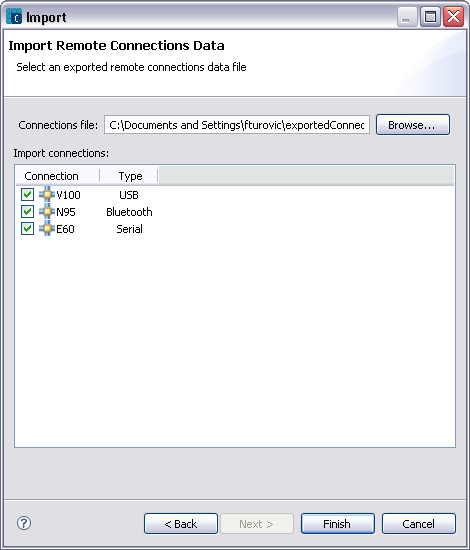 Import
Import Remote Connections Data
Select an exported remote connections data file
Connections file: C:\Documents and Settings\fturovic\exportedConnec Browse...
Import connections:
Connection Type
V100 USB
N95 Bluetooth
E60 Serial
< Back Next > Finish Cancel